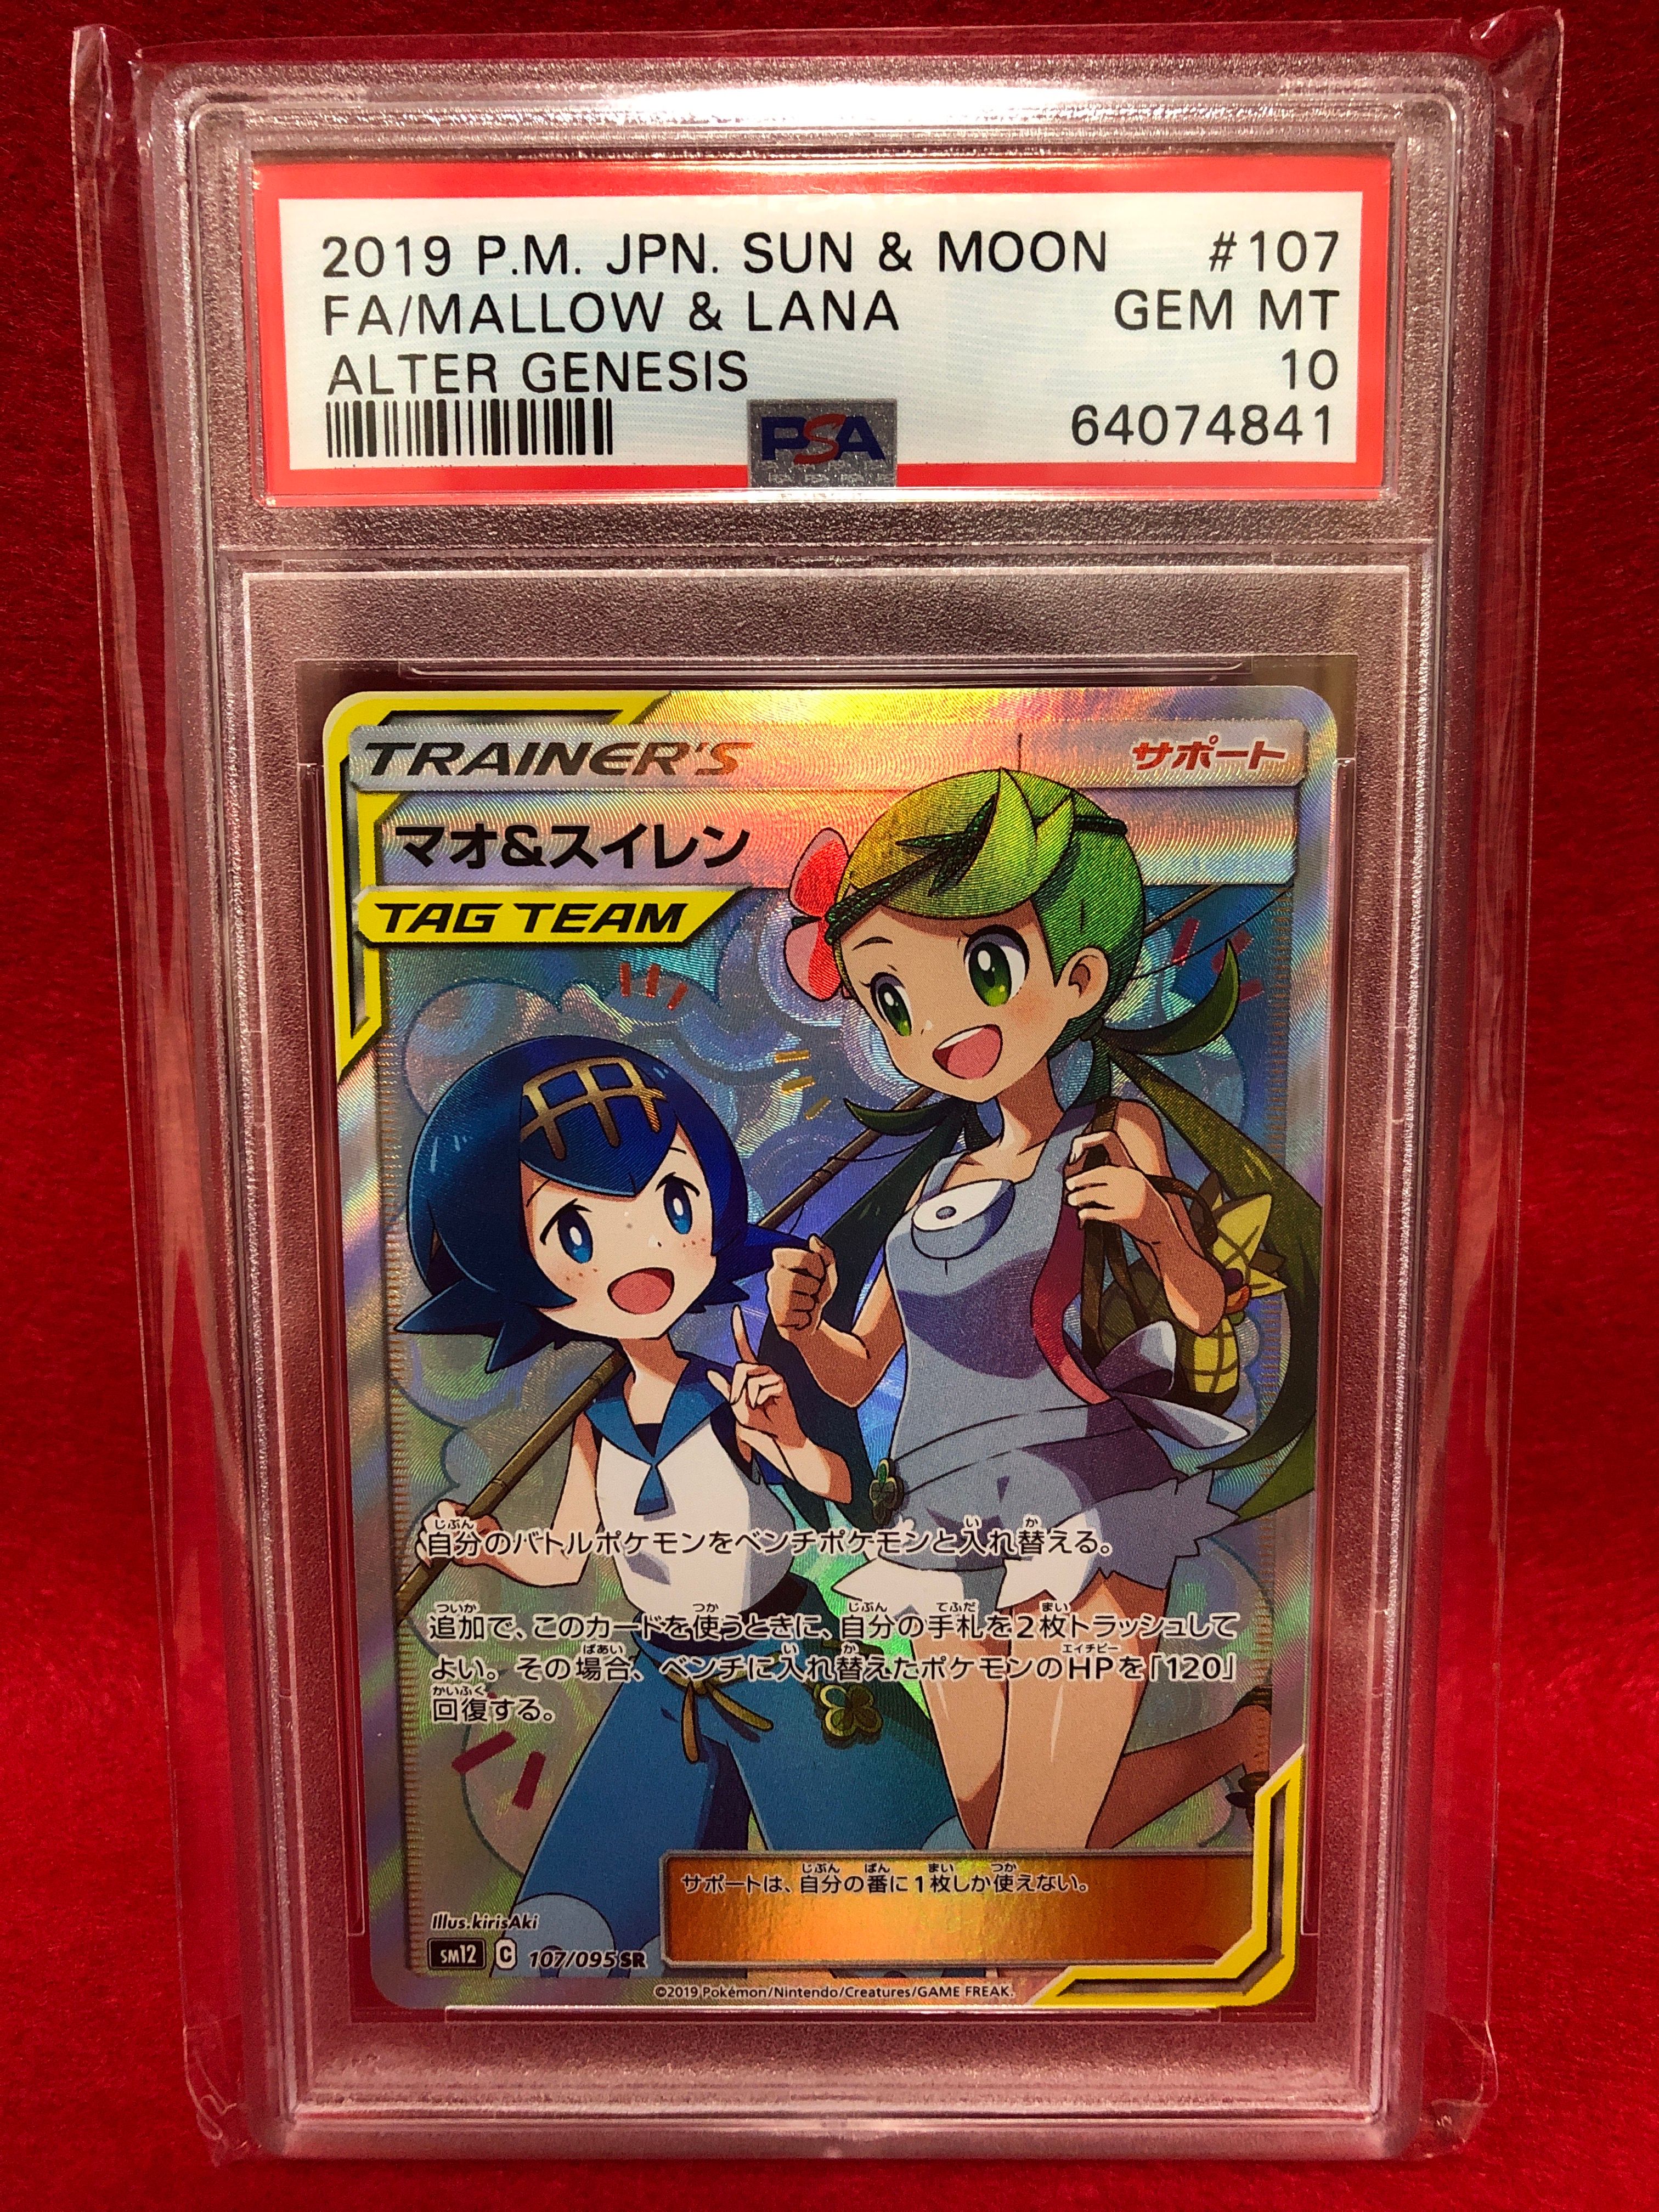 2019 P.M. JPN. SUN & MOON #107
FA/MALLOW & LANA GEM MT
ALTER GENESIS 10
PSA 64074841
PSA PSA PSA
TRAINER'S サポート
マオ&スイレン
TAG TEAM
自分のバトルポケモンをベンチポケモンと入れ替える。
追加で、このカードを使うときに、自分の手札を2枚トラッシュして
よい。その場合、ベンチに入れ替えたポケモンのHPを「120」
回復する。
サポートは、自分の番に1枚しか使えない。
Illus.kirisAki
SM12 C 107/095 SR
©2019 Pokémon/Nintendo/Creatures/GAME FREAK.